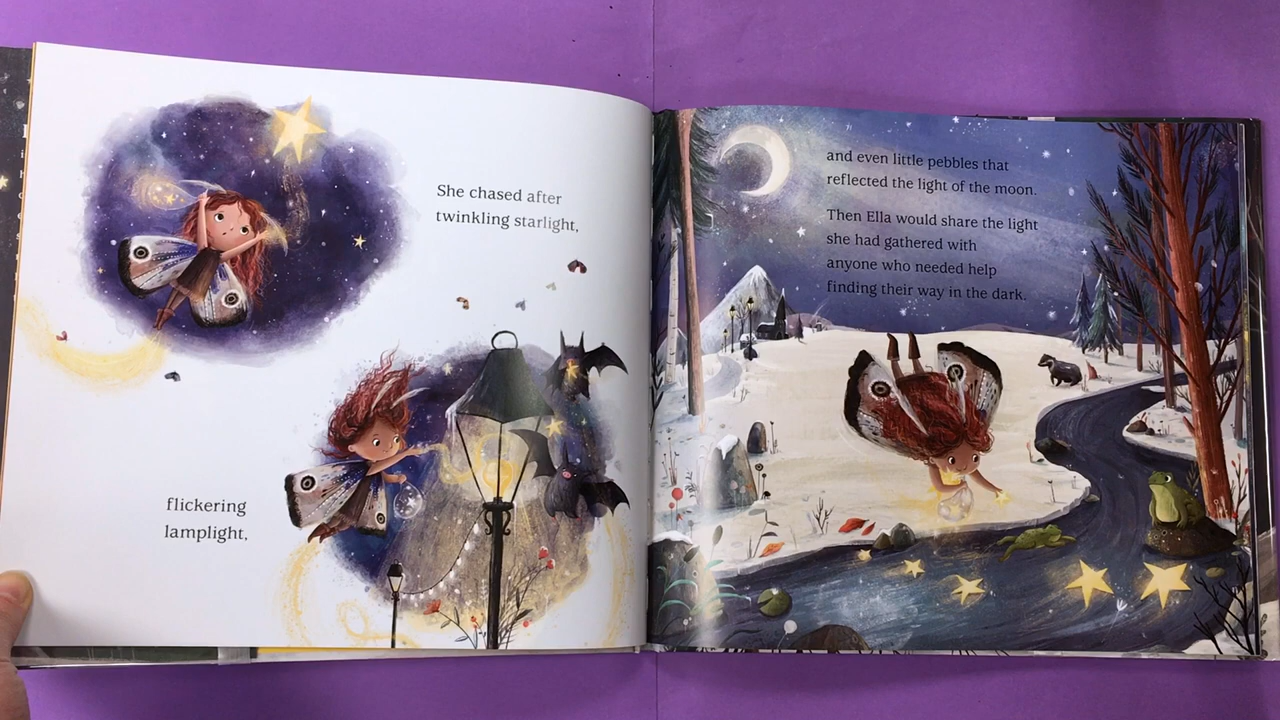 She chased after
twinkling starlight,
flickering
lamplight,
and even little pebbles that
reflected the light of the moon.
Then Ella would share the light
she had gathered with
anyone who needed help
finding their way in the dark.